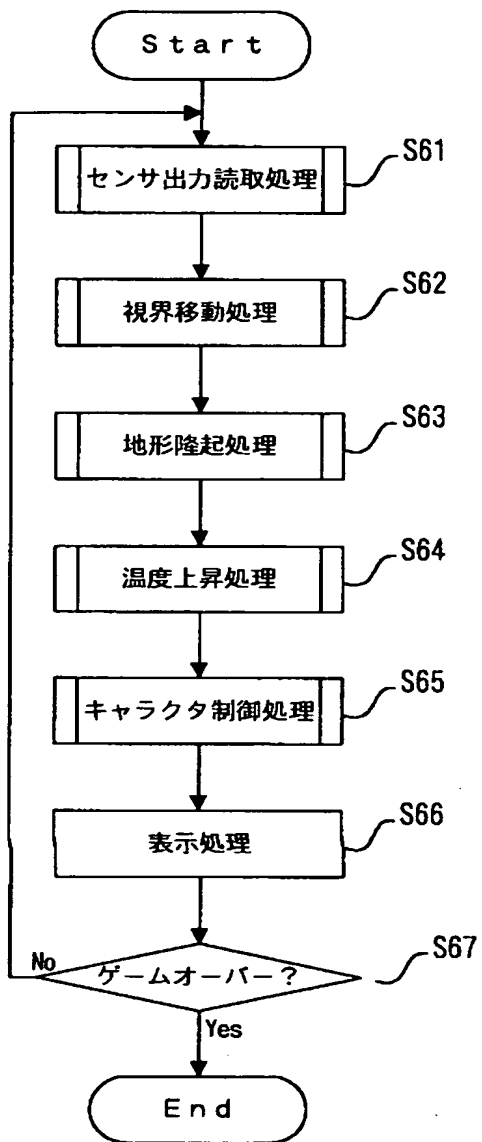 Start
センサ出力読取処理
S61
視界移動処理
S62
地形隆起処理
S63
温度上昇処理
S64
キャラクタ制御処理
S65
表示処理
S66
ゲームオーバー?
S67
No
Yes
End